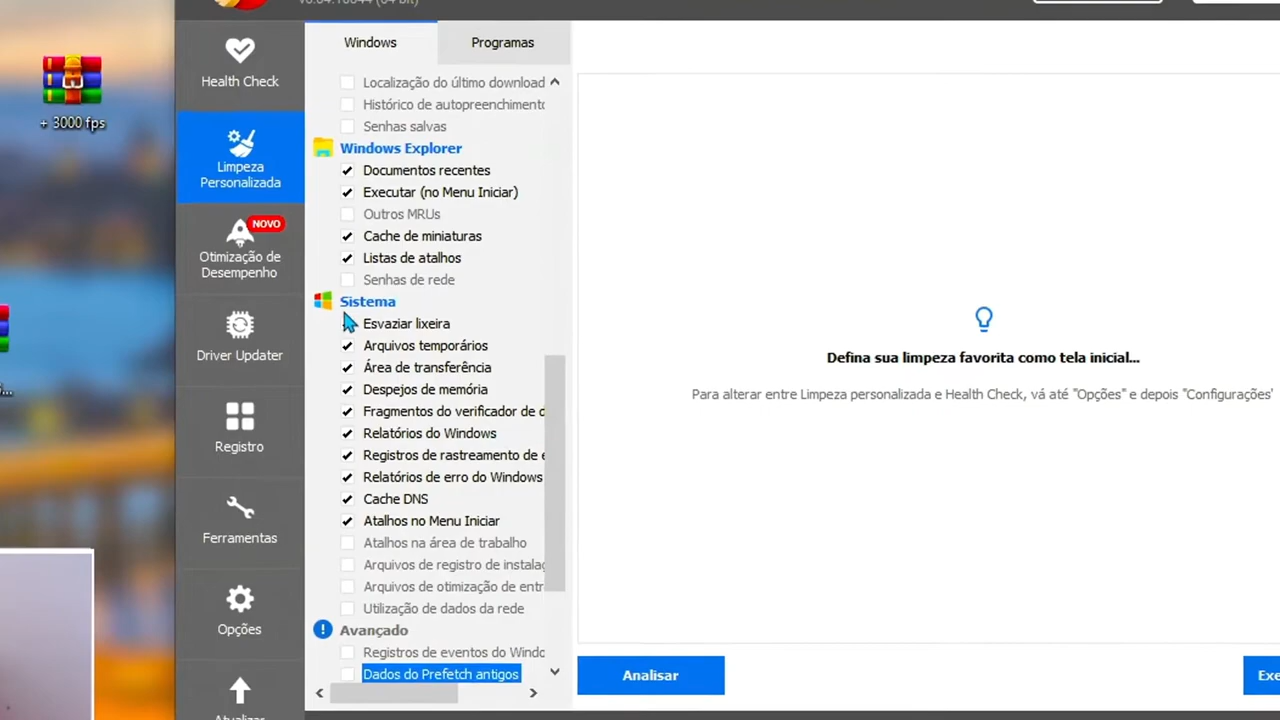 + 3000 fps
Health Check
Limpeza
Personalizada
NOVO
Otimização de
Desempenho
Driver Updater
Registro
Ferramentas
Opções
Atualizar
Windows
Programas
Localização do último download
Histórico de autopreenchimento
Senhas salvas
Windows Explorer
Documentos recentes
Executar (no Menu Iniciar)
Outros MRUs
Cache de miniaturas
Listas de atalhos
Senhas de rede
Sistema
Esvaziar lixeira
Arquivos temporários
Área de transferência
Despejos de memória
Fragmentos do verificador de d
Relatórios do Windows
Registros de rastreamento de e
Relatórios de erro do Windows
Cache DNS
Atalhos no Menu Iniciar
Atalhos na área de trabalho
Arquivos de registro de instalaç
Arquivos de otimização de entr
Utilização de dados da rede
Avançado
Registros de eventos do Windo
Dados do Prefetch antigos
Defina sua limpeza favorita como tela inicial...
Para alterar entre Limpeza personalizada e Health Check, vá até "Opções" e depois "Configurações"
Analisar
Exe